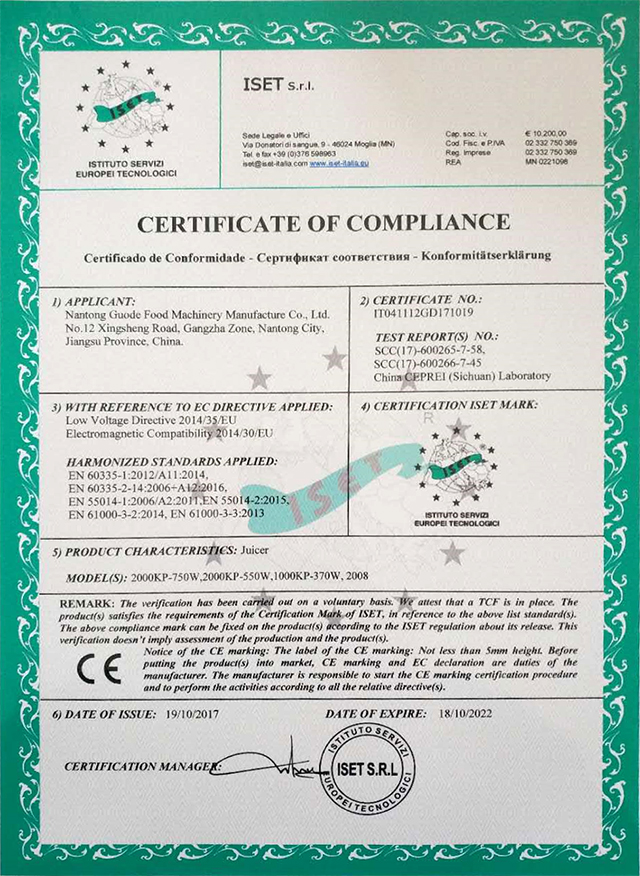 ISET
ISTITUTO SERVIZI
EUROPEI TECNOLOGICI
ISET s.r.l.
Sede Legale e Uffici
Via Donatori di sangue, 9 - 46024 Moglia (MN)
Tel. e fax +39 (0)376 598963
iset@iset-italia.com www.iset-italia.eu
Cap. soc. i.v. € 10.200,00
Cod. Fisc. e P.IVA 02 332 750 369
Reg. Imprese 02 332 750 369
REA MN 0221098
CERTIFICATE OF COMPLIANCE
Certificado de Conformidade - Сертификат соответствия - Konformitätserklärung
1) APPLICANT:
Nantong Guode Food Machinery Manufacture Co., Ltd.
No.12 Xingsheng Road, Gangzha Zone, Nantong City,
Jiangsu Province, China.
2) CERTIFICATE NO.:
IT041112GD171019
TEST REPORT(S) NO.:
SCC(17)-600265-7-58,
SCC(17)-600266-7-45
China CEPREI (Sichuan) Laboratory
3) WITH REFERENCE TO EC DIRECTIVE APPLIED:
Low Voltage Directive 2014/35/EU
Electromagnetic Compatibility 2014/30/EU
HARMONIZED STANDARDS APPLIED:
EN 60335-1:2012/A11:2014,
EN 60335-2-14:2006+A12:2016,
EN 55014-1:2006/A2:2011,EN 55014-2:2015,
EN 61000-3-2:2014, EN 61000-3-3:2013
4) CERTIFICATION ISET MARK:
R
ISET
ISTITUTO SERVIZI
EUROPEI TECNOLOGICI
ISET
5) PRODUCT CHARACTERISTICS: Juicer
MODEL(S): 2000KP-750W,2000KP-550W,1000KP-370W, 2008
REMARK: The verification has been carried out on a voluntary basis. We attest that a TCF is in place. The
product(s) satisfies the requirements of the Certification Mark of ISET, in reference to the above list standard(s).
The above compliance mark can be fixed on the product(s) according to the ISET regulation about its release. This
verification doesn't imply assessment of the production and the product(s).
CE
Notice of the CE marking: The label of the CE marking: Not less than 5mm height. Before
putting the product(s) into market, CE marking and EC declaration are duties of the
manufacturer. The manufacturer is responsible to start the CE marking certification procedure
and to perform the activities according to all the relative directive(s).
6) DATE OF ISSUE: 19/10/2017
DATE OF EXPIRE: 18/10/2022
CERTIFICATION MANAGER:
ISTITUTO SERVIZI
ISET S.R.L
EUROPEI TECNOLOGICI